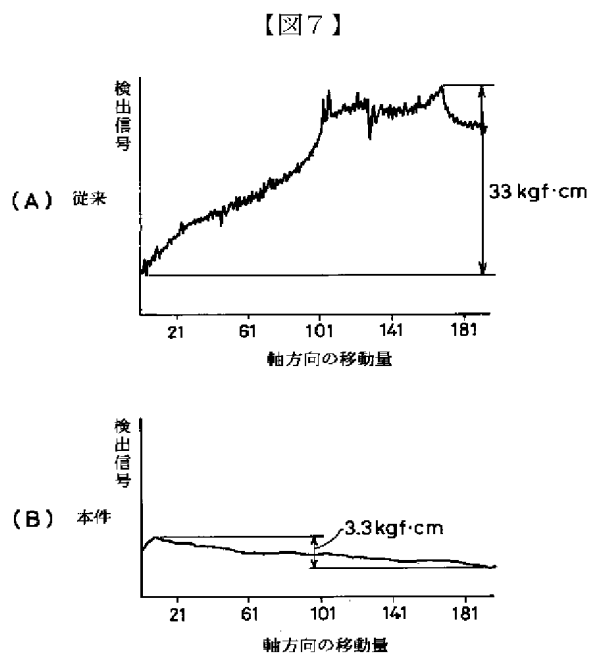 【図７】
検出信号
(A) 従来
33 kgf·cm
21 61 101 141 181
軸方向の移動量
検出信号
(B) 本件
3.3kgf·cm
21 61 101 141 181
軸方向の移動量